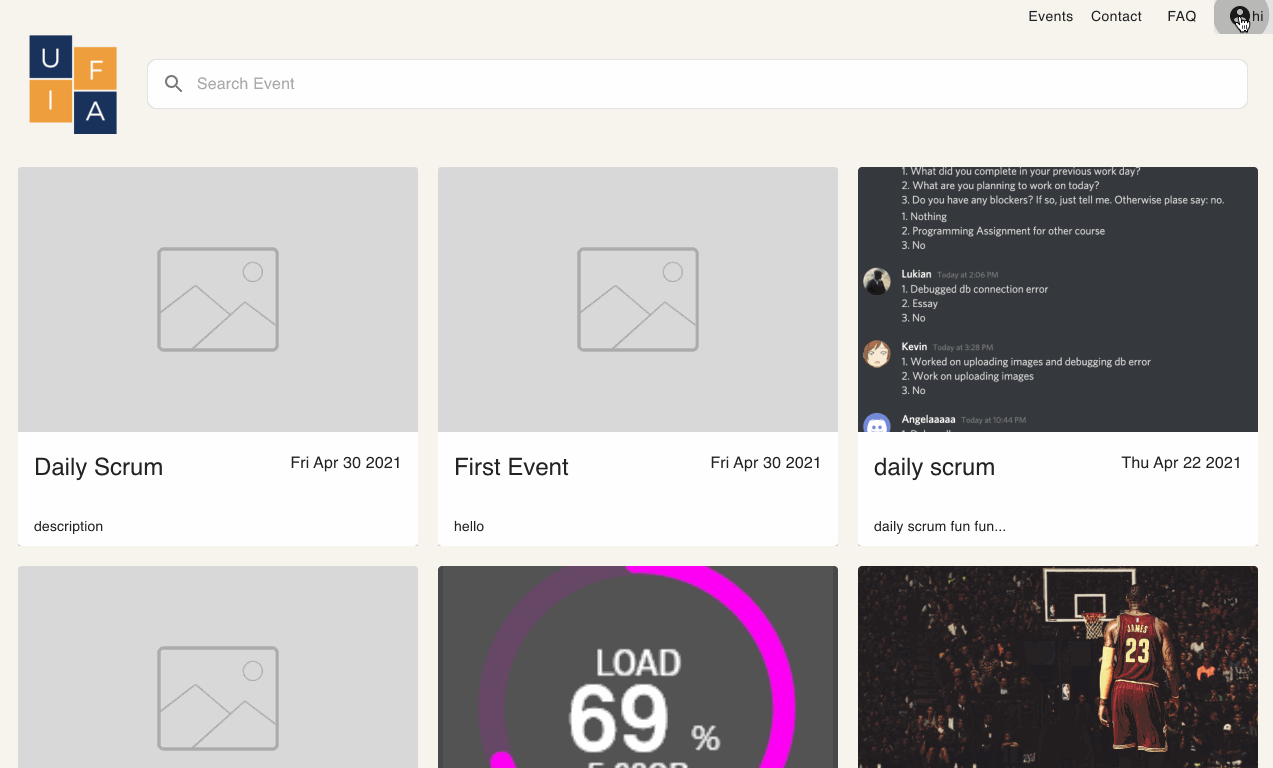 Events Contact FAQ hi
U F
I A
Search Event
1. What did you complete in your previous work day?
2. What are you planning to work on today?
3. Do you have any blockers? If so, just tell me. Otherwise plase say: no.
1. Nothing
2. Programming Assignment for other course
3. No
Lukian Today at 2:06 PM
1. Debugged db connection error
2. Essay
3. No
Kevin Today at 3:28 PM
1. Worked on uploading images and debugging db error
2. Work on uploading images
3. No
Angelaaaaa Today at 10:44 PM
Daily Scrum Fri Apr 30 2021
description
First Event Fri Apr 30 2021
hello
daily scrum Thu Apr 22 2021
daily scrum fun fun...
LOAD
69 %
JAMES
23